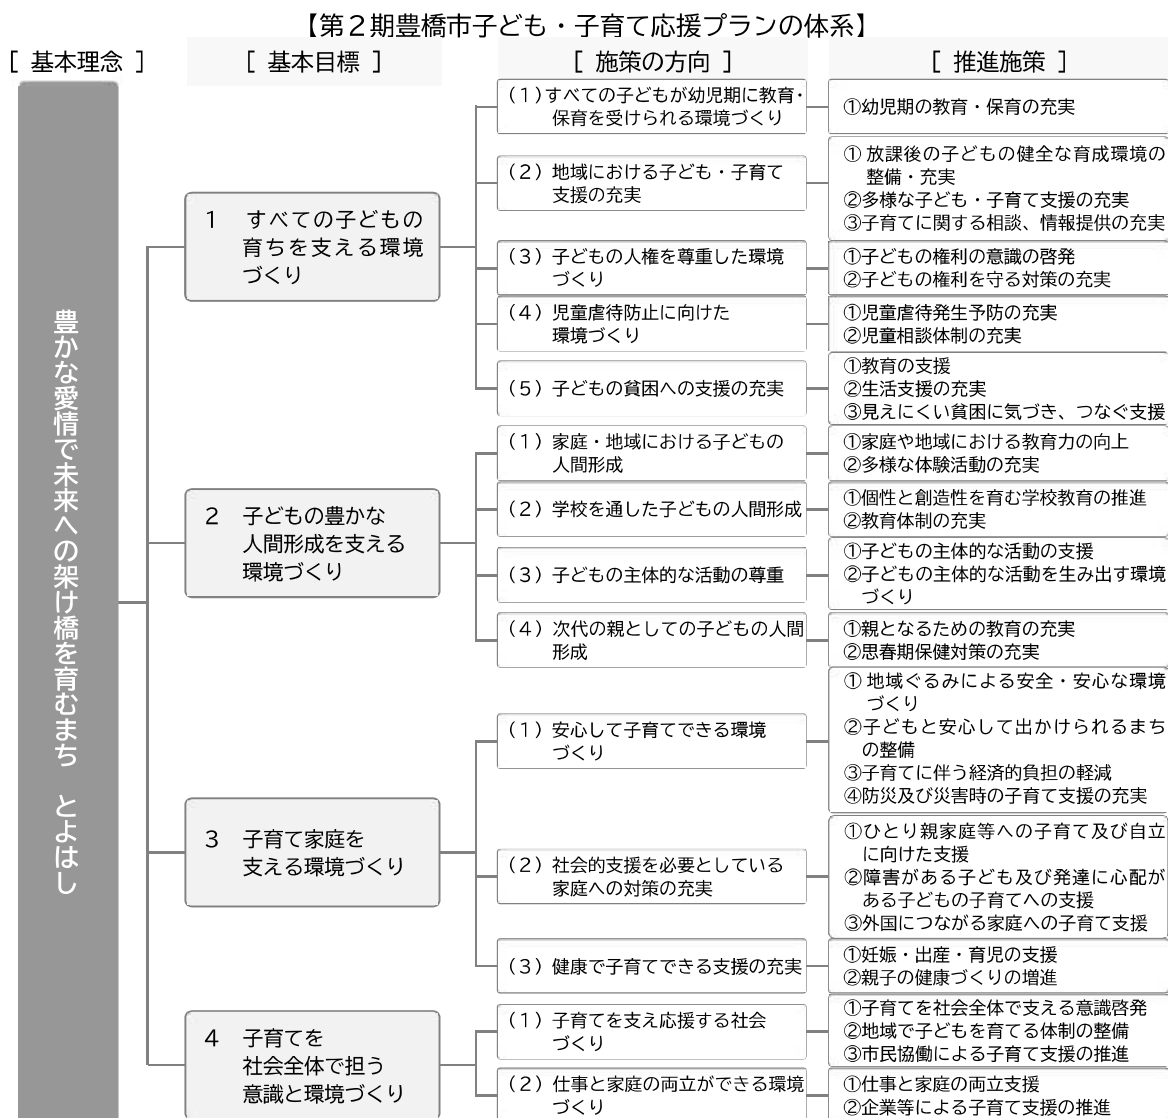 【第２期豊橋市子ども・子育て応援プランの体系】
［ 基本理念 ］
［ 基本目標 ］
［ 施策の方向 ］
［ 推進施策 ］
豊かな愛情で未来への架け橋を育むまち　とよはし
1　すべての子どもの
育ちを支える環境
づくり
（1）すべての子どもが幼児期に教育・
保育を受けられる環境づくり
①幼児期の教育・保育の充実
（2）地域における子ども・子育て
支援の充実
① 放課後の子どもの健全な育成環境の
整備・充実
②多様な子ども・子育て支援の充実
③子育てに関する相談、情報提供の充実
（3）子どもの人権を尊重した環境
づくり
①子どもの権利の意識の啓発
②子どもの権利を守る対策の充実
（4）児童虐待防止に向けた
環境づくり
①児童虐待発生予防の充実
②児童相談体制の充実
（5）子どもの貧困への支援の充実
①教育の支援
②生活支援の充実
③見えにくい貧困に気づき、つなぐ支援
2　子どもの豊かな
人間形成を支える
環境づくり
（1）家庭・地域における子どもの
人間形成
①家庭や地域における教育力の向上
②多様な体験活動の充実
（2）学校を通した子どもの人間形成
①個性と創造性を育む学校教育の推進
②教育体制の充実
（3）子どもの主体的な活動の尊重
①子どもの主体的な活動の支援
②子どもの主体的な活動を生み出す環境
づくり
（4）次代の親としての子どもの人間
形成
①親となるための教育の充実
②思春期保健対策の充実
3　子育て家庭を
支える環境づくり
（1）安心して子育てできる環境
づくり
① 地域ぐるみによる安全・安心な環境
づくり
②子どもと安心して出かけられるまち
の整備
③子育てに伴う経済的負担の軽減
④防災及び災害時の子育て支援の充実
（2）社会的支援を必要としている
家庭への対策の充実
①ひとり親家庭等への子育て及び自立
に向けた支援
②障害がある子ども及び発達に心配が
ある子どもの子育てへの支援
③外国につながる家庭への子育て支援
（3）健康で子育てできる支援の充実
①妊娠・出産・育児の支援
②親子の健康づくりの増進
4　子育てを
社会全体で担う
意識と環境づくり
（1）子育てを支え応援する社会
づくり
①子育てを社会全体で支える意識啓発
②地域で子どもを育てる体制の整備
③市民協働による子育て支援の推進
（2）仕事と家庭の両立ができる環境
づくり
①仕事と家庭の両立支援
②企業等による子育て支援の推進